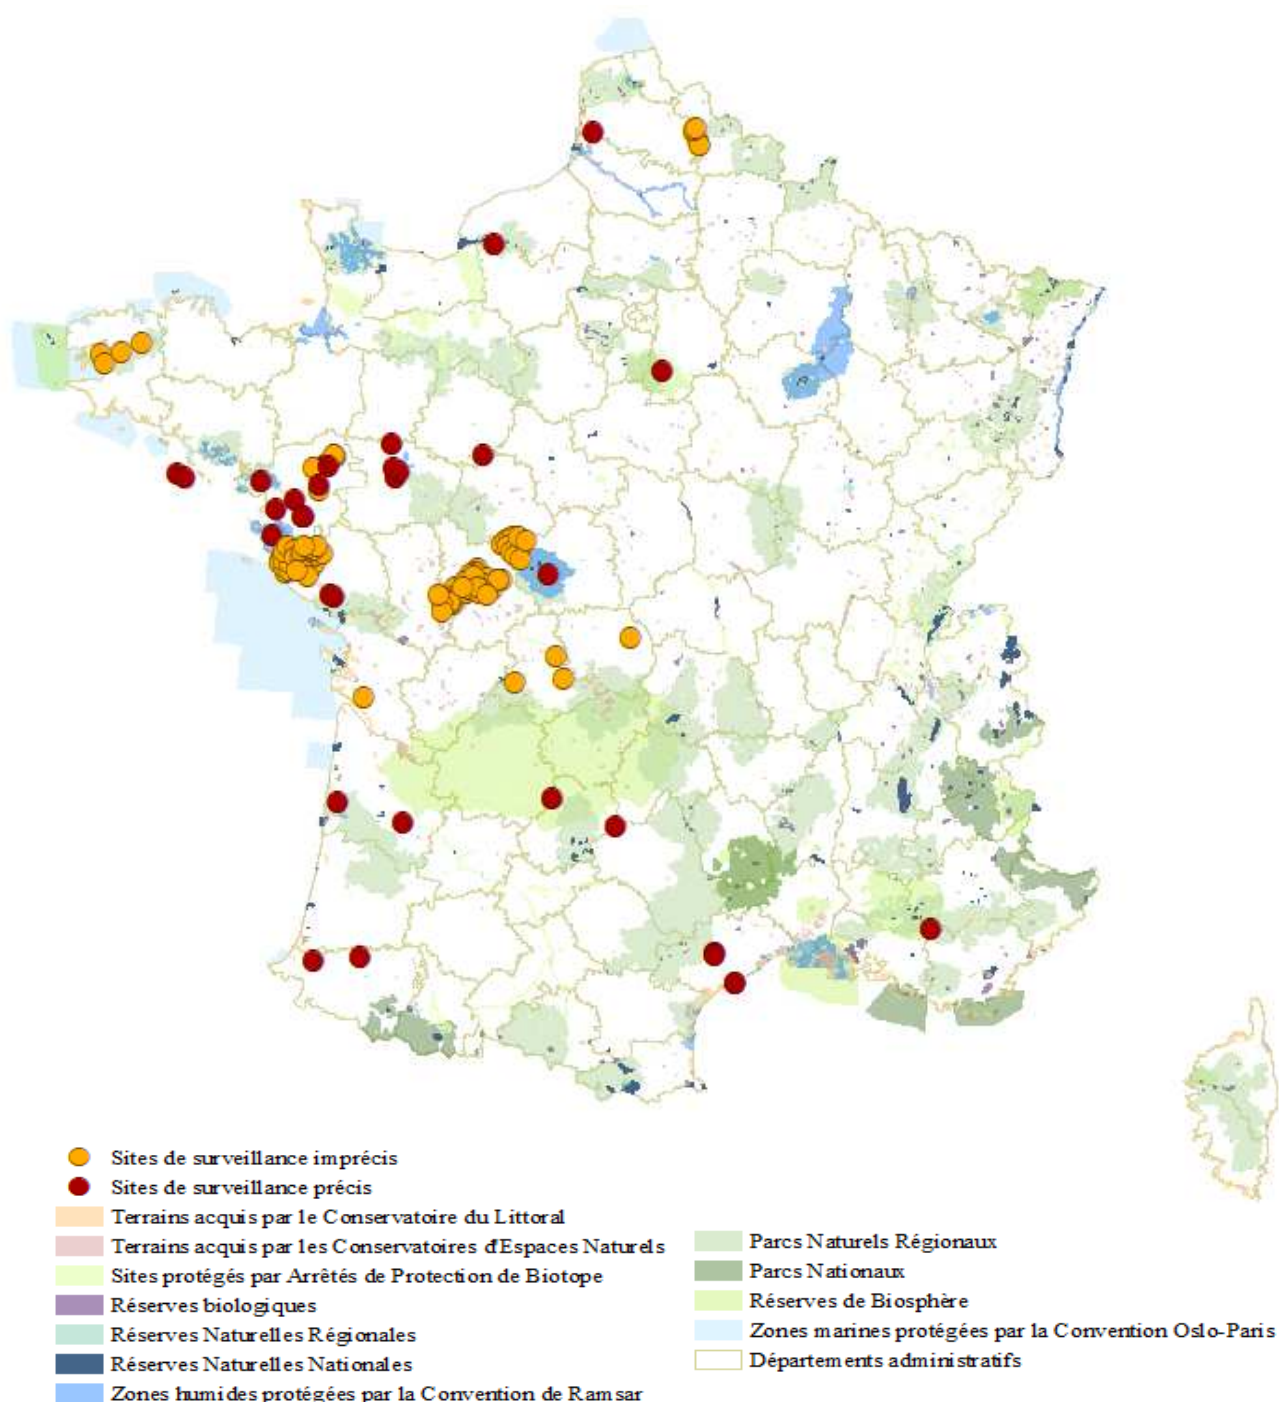 Sites de surveillance imprécis
Sites de surveillance précis
Terrains acquis par le Conservatoire du Littoral
Terrains acquis par les Conservatoires d'Espaces Naturels
Sites protégés par Arrêtés de Protection de Biotope
Réserves biologiques
Réserves Naturelles Régionales
Réserves Naturelles Nationales
Zones humides protégées par la Convention de Ramsar
Parcs Naturels Régionaux
Parcs Nationaux
Réserves de Biosphère
Zones marines protégées par la Convention Oslo-Paris
Départements administratifs